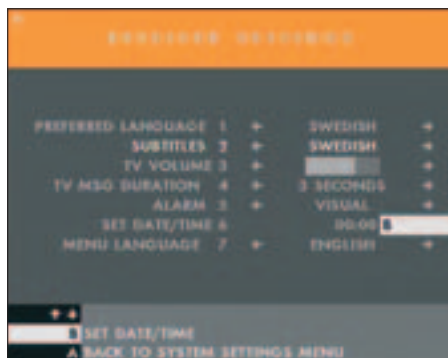 PREFERRED LANGUAGE 1 SWEDISH
SUBTITLES 2 SWEDISH
TV VOLUME 3
TV MSG DURATION 4 3 SECONDS
ALARM 5 VISUAL
SET DATE/TIME 6 00:00 B
MENU LANGUAGE 7 ENGLISH
B SET DATE/TIME
A BACK TO SYSTEM SETTINGS MENU